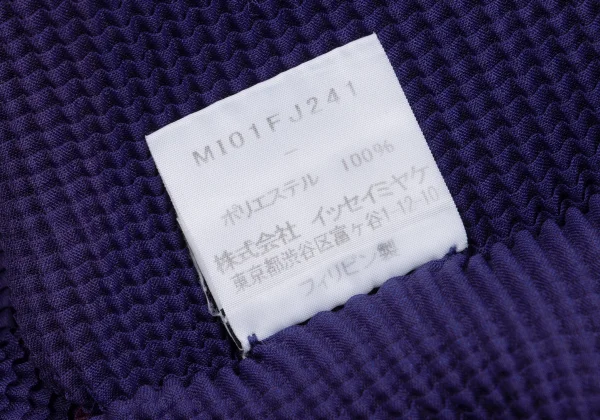 MI01FJ241
—
ポリエステル 100%
株式会社 イッセイミヤケ
東京都渋谷区富ヶ谷1-12-10
フィリピン製